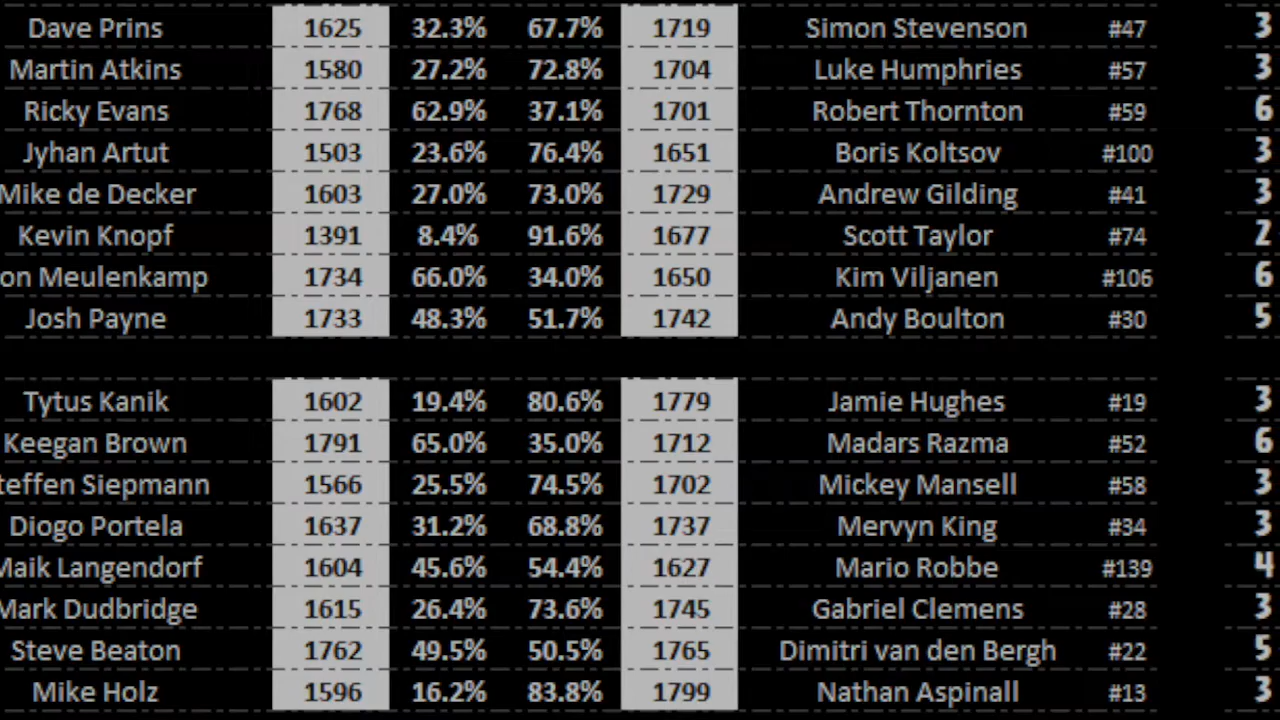 Dave Prins 1625 32.3% 67.7% 1719 Simon Stevenson #47 3
Martin Atkins 1580 27.2% 72.8% 1704 Luke Humphries #57 3
Ricky Evans 1768 62.9% 37.1% 1701 Robert Thornton #59 6
Jyhan Artut 1503 23.6% 76.4% 1651 Boris Koltsov #100 3
Mike de Decker 1603 27.0% 73.0% 1729 Andrew Gilding #41 3
Kevin Knopf 1391 8.4% 91.6% 1677 Scott Taylor #74 2
on Meulenkamp 1734 66.0% 34.0% 1650 Kim Viljanen #106 6
Josh Payne 1733 48.3% 51.7% 1742 Andy Boulton #30 5
Tytus Kanik 1602 19.4% 80.6% 1779 Jamie Hughes #19 3
Keegan Brown 1791 65.0% 35.0% 1712 Madars Razma #52 6
teffen Siepmann 1566 25.5% 74.5% 1702 Mickey Mansell #58 3
Diogo Portela 1637 31.2% 68.8% 1737 Mervyn King #34 3
Maik Langendorf 1604 45.6% 54.4% 1627 Mario Robbe #139 4
Mark Dudbridge 1615 26.4% 73.6% 1745 Gabriel Clemens #28 3
Steve Beaton 1762 49.5% 50.5% 1765 Dimitri van den Bergh #22 5
Mike Holz 1596 16.2% 83.8% 1799 Nathan Aspinall #13 3